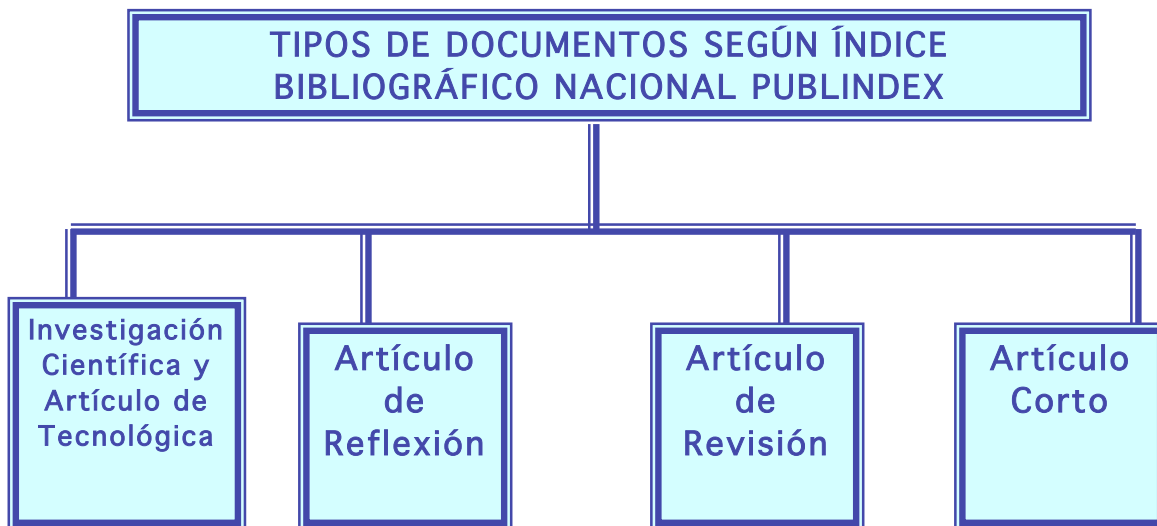 TIPOS DE DOCUMENTOS SEGÚN ÍNDICE
BIBLIOGRÁFICO NACIONAL PUBLINDEX
Investigación
Científica y
Artículo de
Tecnológica
Artículo
de
Reflexión
Artículo
de
Revisión
Artículo
Corto